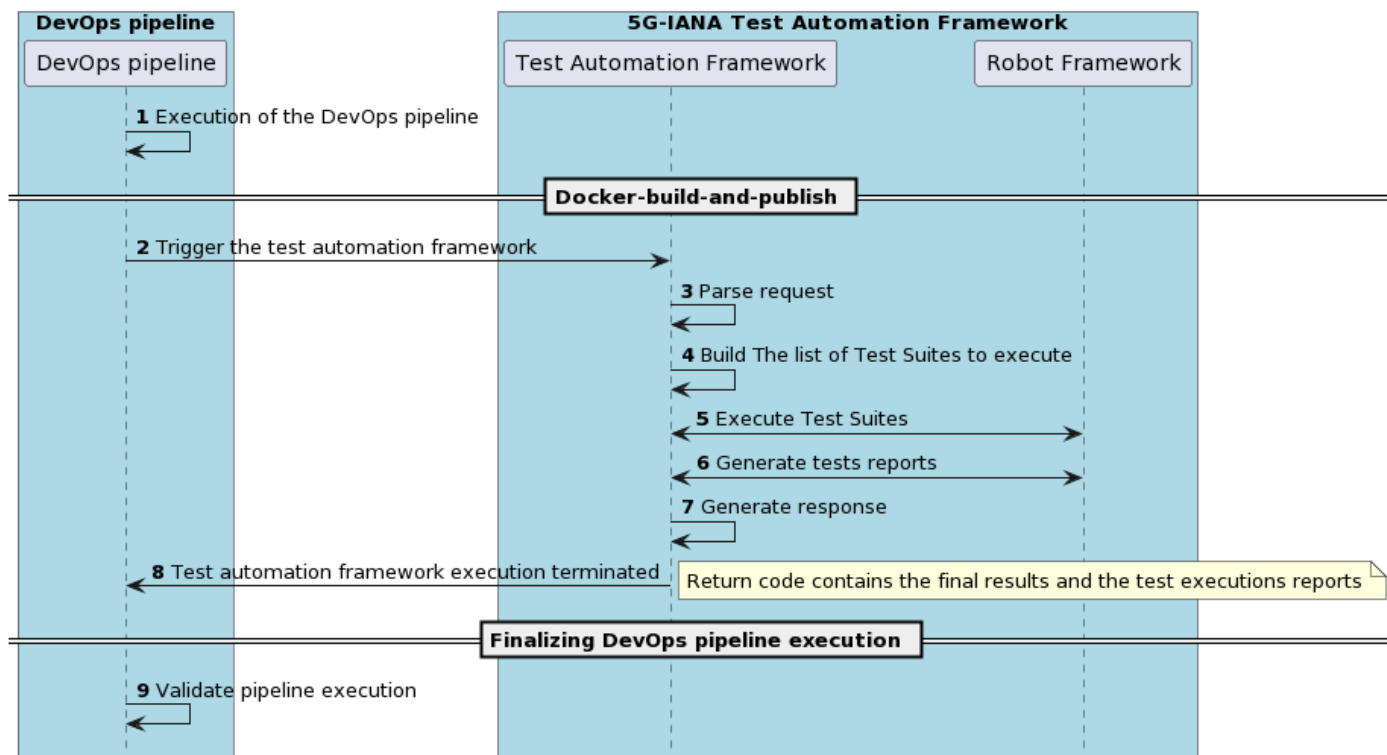 DevOps pipeline
5G-IANA Test Automation Framework
DevOps pipeline
Test Automation Framework
Robot Framework
1 Execution of the DevOps pipeline
Docker-build-and-publish
2 Trigger the test automation framework
3 Parse request
4 Build The list of Test Suites to execute
5 Execute Test Suites
6 Generate tests reports
7 Generate response
8 Test automation framework execution terminated
Return code contains the final results and the test executions reports
Finalizing DevOps pipeline execution
9 Validate pipeline execution